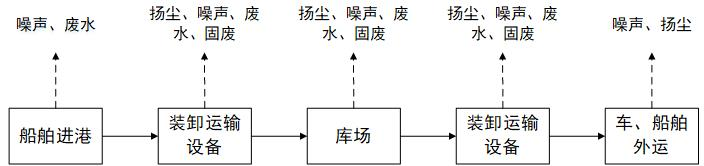 噪声、废水
扬尘、噪声、废
水、固废
扬尘、噪声、废
水、固废
扬尘、噪声、废
水、固废
噪声、扬尘
船舶进港
装卸运输
设备
库场
装卸运输
设备
车、船舶
外运